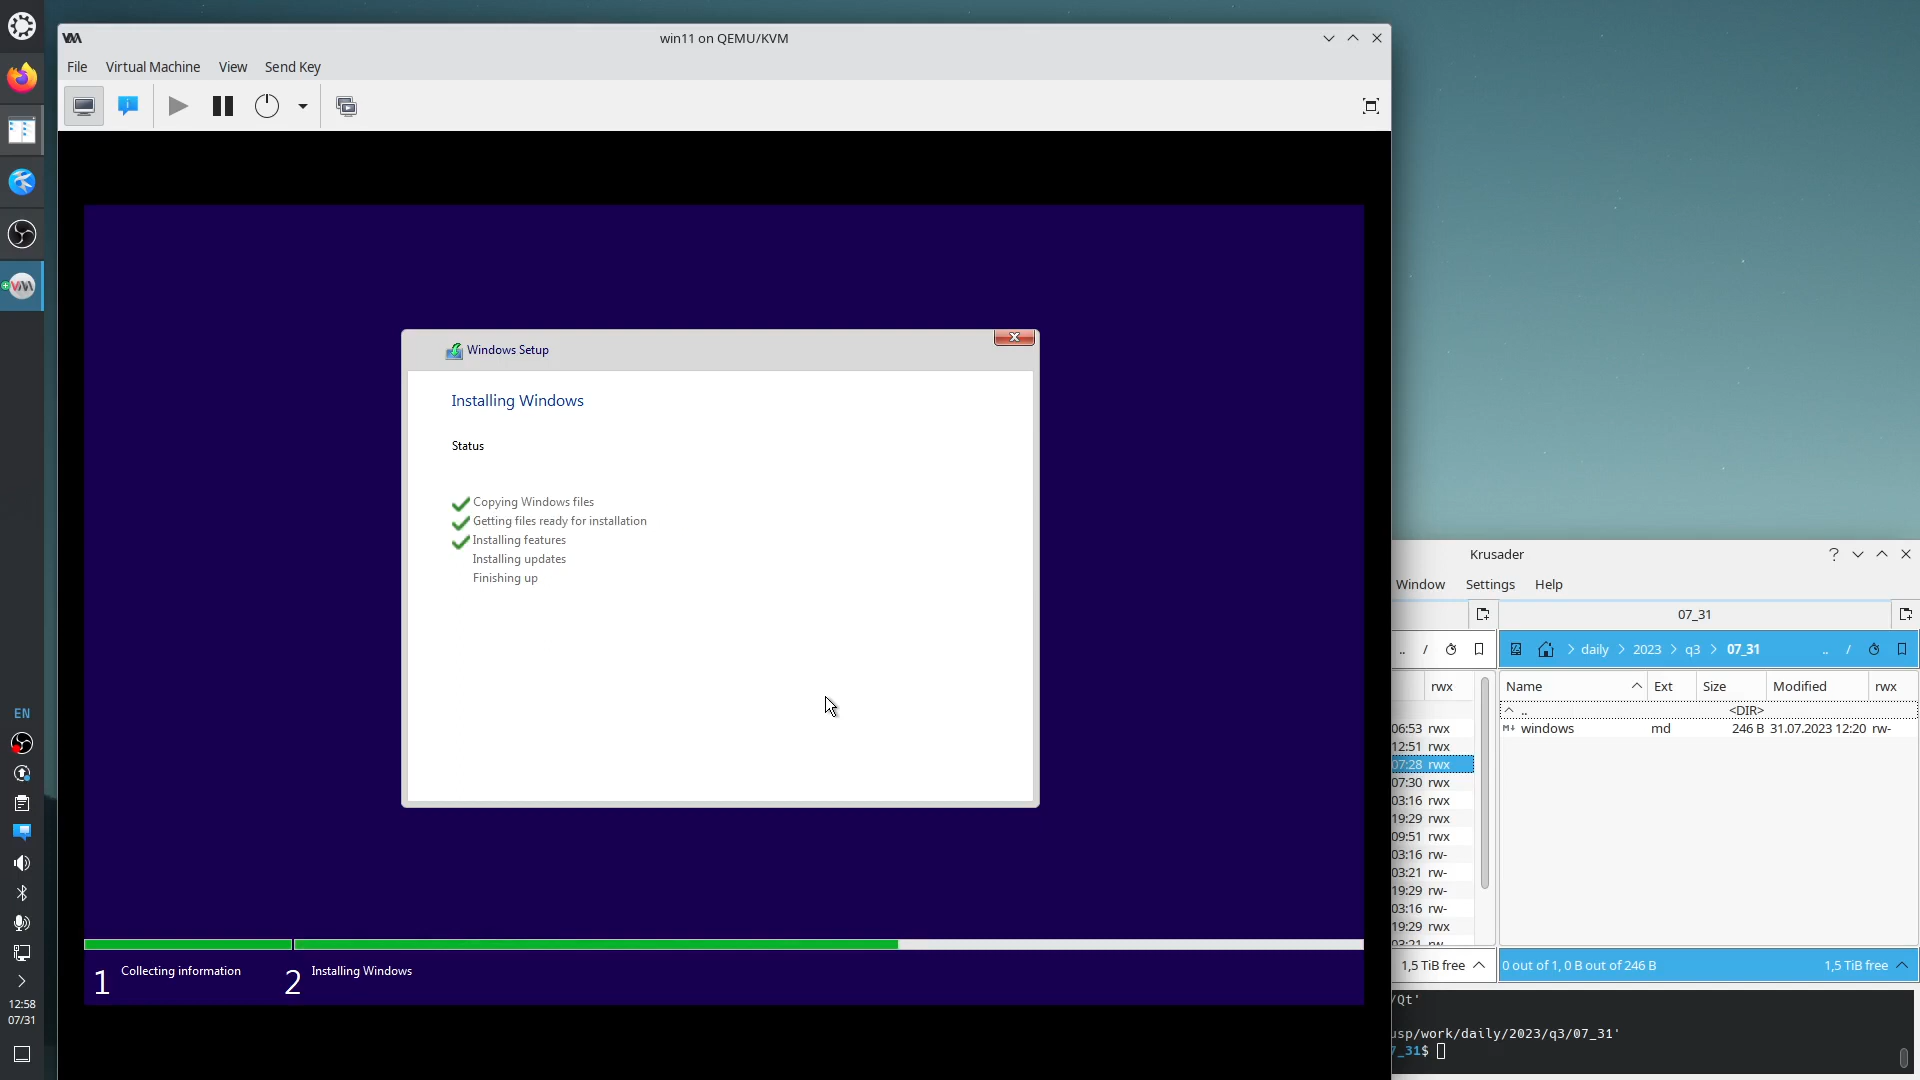 win11 on QEMU/KVM
File Virtual Machine View Send Key
Windows Setup
Installing Windows
Status
Copying Windows files
Getting files ready for installation
Installing features
Installing updates
Finishing up
1 Collecting information 2 Installing Windows
Krusader
Window Settings Help
07_31
.. / > daily > 2023 > q3 > 07_31 .. /
rwx Name Ext Size Modified rwx
.. <DIR>
06:53 rwx windows md 246 B 31.07.2023 12:20 rw-
12:51 rwx
07:28 rwx
07:30 rwx
03:16 rwx
19:29 rwx
09:51 rwx
03:16 rw-
03:21 rw-
19:29 rw-
03:16 rw-
19:29 rwx
03:21 rw-
1,5 TiB free 0 out of 1, 0 B out of 246 B 1,5 TiB free
/Qt'
usp/work/daily/2023/q3/07_31'
7_31$
EN
12:58
07/31